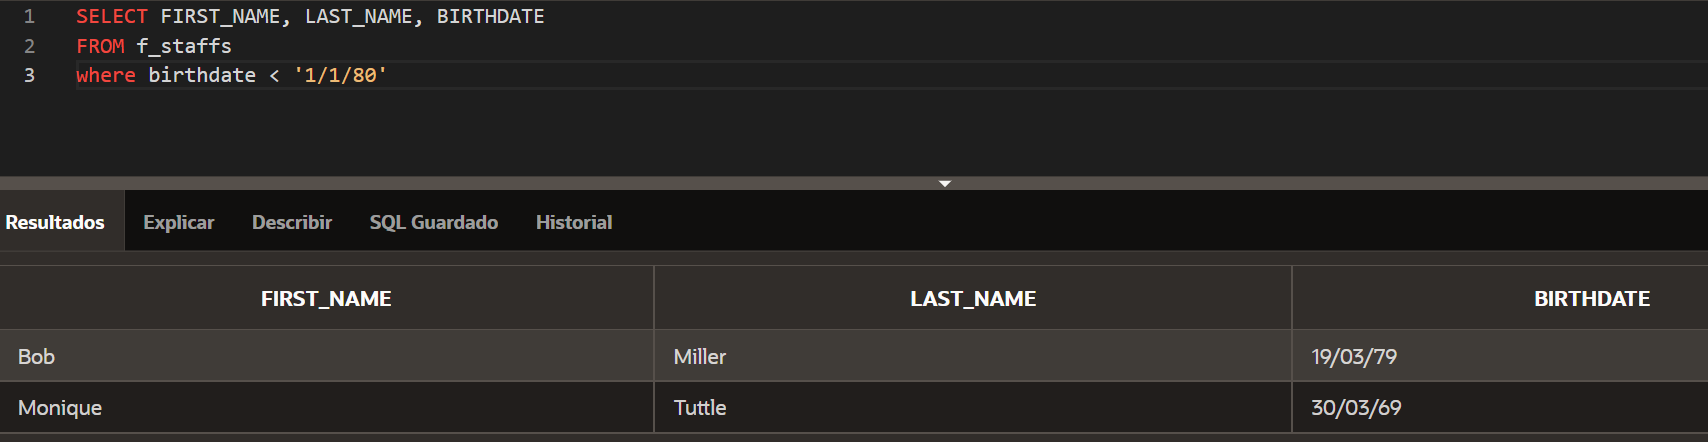 1 SELECT FIRST_NAME, LAST_NAME, BIRTHDATE
2 FROM f_staffs
3 where birthdate < '1/1/80'
Resultados Explicar Describir SQL Guardado Historial
FIRST_NAME LAST_NAME BIRTHDATE
Bob Miller 19/03/79
Monique Tuttle 30/03/69